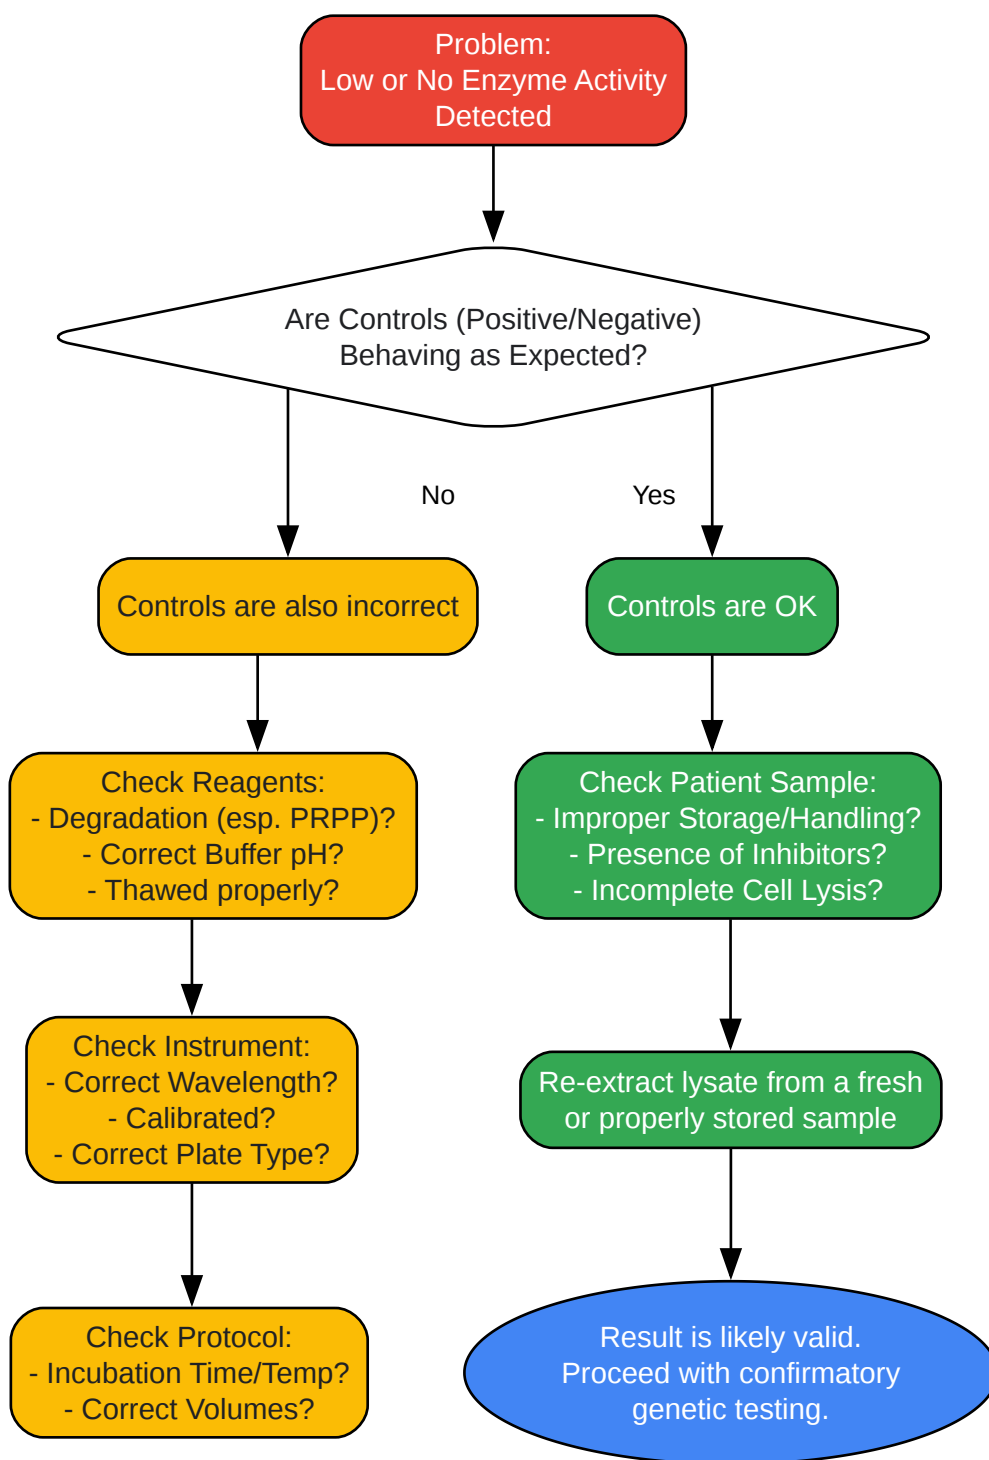 Problem:
Low or No Enzyme Activity
Detected
Are Controls (Positive/Negative)
Behaving as Expected?
No
Yes
Controls are also incorrect
Controls are OK
Check Reagents:
- Degradation (esp. PRPP)?
- Correct Buffer pH?
- Thawed properly?
Check Patient Sample:
- Improper Storage/Handling?
- Presence of Inhibitors?
- Incomplete Cell Lysis?
Check Instrument:
- Correct Wavelength?
- Calibrated?
- Correct Plate Type?
Re-extract lysate from a fresh
or properly stored sample
Check Protocol:
- Incubation Time/Temp?
- Correct Volumes?
Result is likely valid.
Proceed with confirmatory
genetic testing.